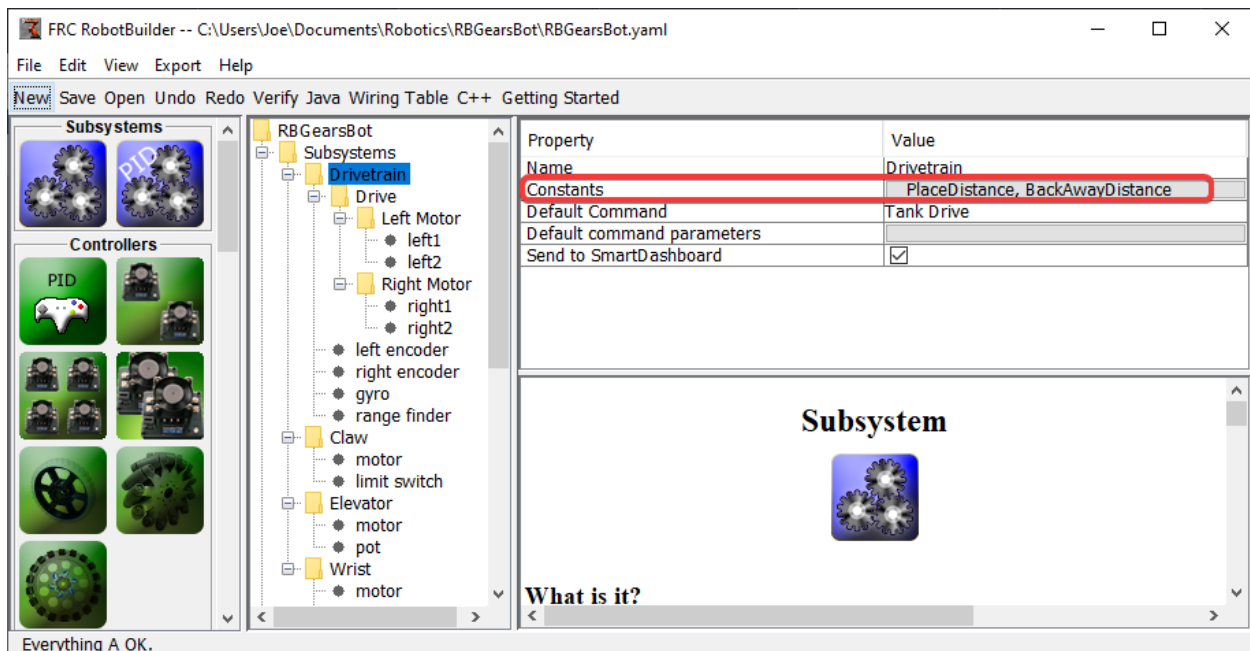 FRC RobotBuilder -- C:\Users\Joe\Documents\Robotics\RBGearsBot\RBGearsBot.yaml
File Edit View Export Help
New Save Open Undo Redo Verify Java Wiring Table C++ Getting Started
Subsystems
PID
Controllers
PID
RBGearsBot
Subsystems
Drivetrain
Drive
Left Motor
left1
left2
Right Motor
right1
right2
left encoder
right encoder
gyro
range finder
Claw
motor
limit switch
Elevator
motor
pot
Wrist
motor
Property Value
Name Drivetrain
Constants PlaceDistance, BackAwayDistance
Default Command Tank Drive
Default command parameters
Send to SmartDashboard
Subsystem
What is it?
Everything A OK.